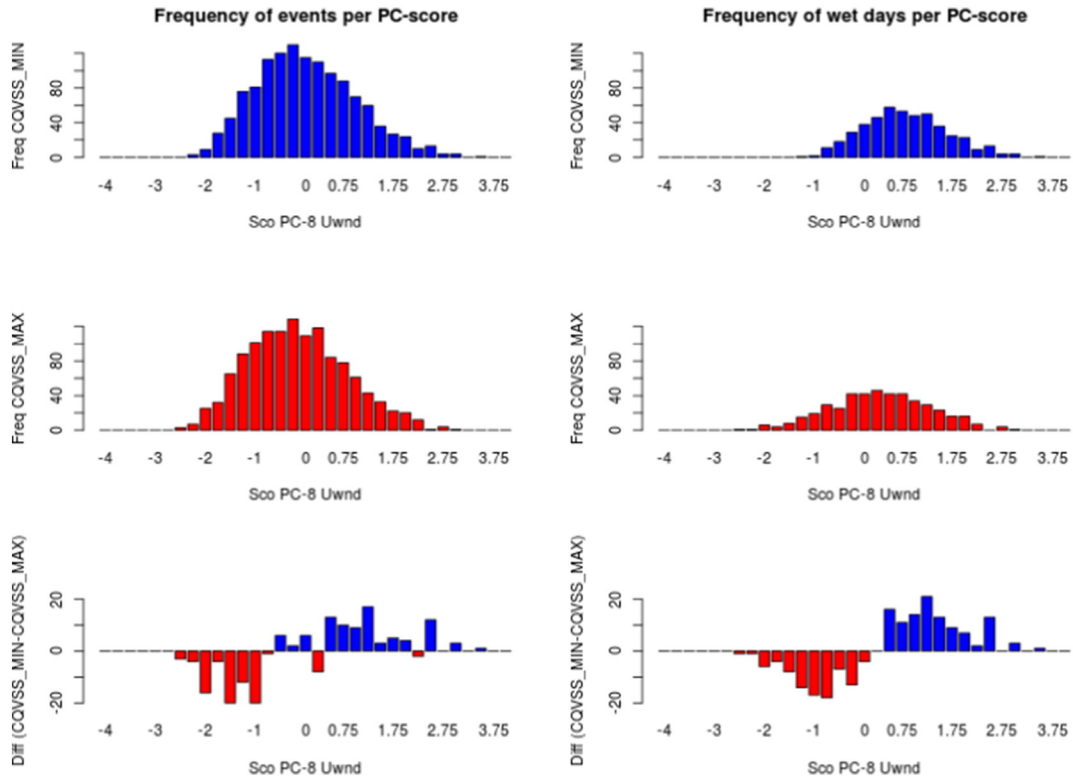 Frequency of events per PC-score
Freq CQVSS_MIN
0 40 80
-4 -3 -2 -1 0 0.75 1.75 2.75 3.75
Sco PC-8 Uwnd
Frequency of wet days per PC-score
Freq CQVSS_MIN
0 40 80
-4 -3 -2 -1 0 0.75 1.75 2.75 3.75
Sco PC-8 Uwnd
Freq CQVSS_MAX
0 40 80
-4 -3 -2 -1 0 0.75 1.75 2.75 3.75
Sco PC-8 Uwnd
Freq CQVSS_MAX
0 40 80
-4 -3 -2 -1 0 0.75 1.75 2.75 3.75
Sco PC-8 Uwnd
Diff (CQVSS_MIN-CQVSS_MAX)
-20 0 20
-4 -3 -2 -1 0 0.75 1.75 2.75 3.75
Sco PC-8 Uwnd
Diff (CQVSS_MIN-CQVSS_MAX)
-20 0 20
-4 -3 -2 -1 0 0.75 1.75 2.75 3.75
Sco PC-8 Uwnd